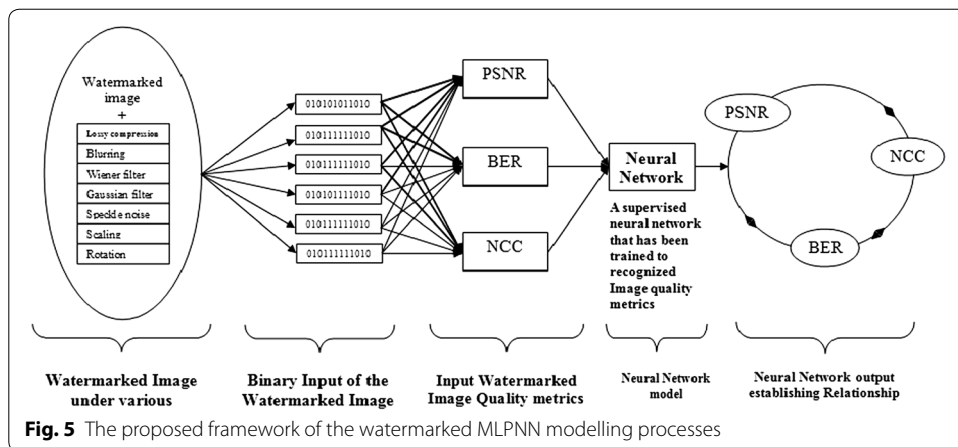 Watermarked
image
+
Lossy compression
Blurring
Wiener filter
Gaussian filter
Speckle noise
Scaling
Rotation
010101011010
010111111010
010111111010
010101011010
010111111010
010111111010
PSNR
BER
NCC
Neural
Network
A supervised
neural network
that has been
trained to
recognized
Image quality
metrics
PSNR
NCC
BER
Watermarked Image
under various
Binary Input of the
Watermarked Image
Input Watermarked
Image Quality metrics
Neural Network
model
Neural Network output
establishing Relationship
Fig. 5 The proposed framework of the watermarked MLPNN modelling processes